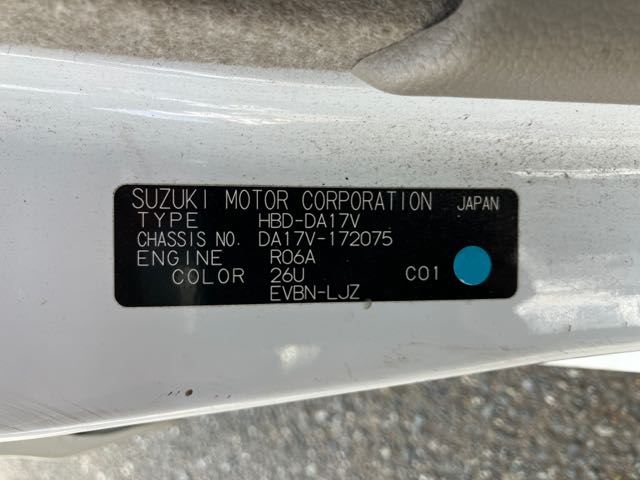 SUZUKI MOTOR CORPORATION JAPAN
TYPE HBD-DA17V
CHASSIS NO. DA17V-172075
ENGINE R06A
COLOR 26U C01
EVBN-LJZ